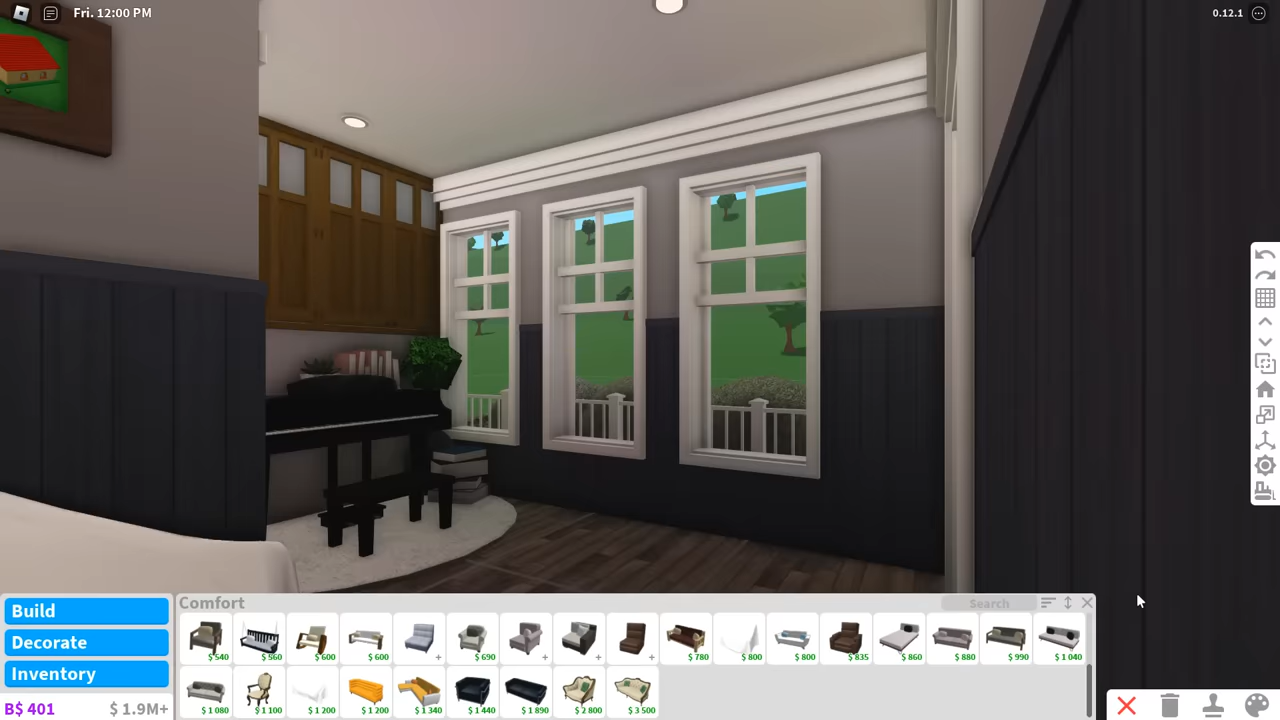 Fri. 12:00 PM
0.12.1
Build
Decorate
Inventory
B$ 401 $ 1.9M+
Comfort
Search
$ 540 $ 560 $ 600 $ 600 + $ 690 + + + $ 780 $ 800 $ 800 $ 835 $ 860 $ 880 $ 990 $ 1 040
$ 1 080 $ 1 100 $ 1 200 $ 1 200 $ 1 340 $ 1 440 $ 1 890 $ 2 800 $ 3 500